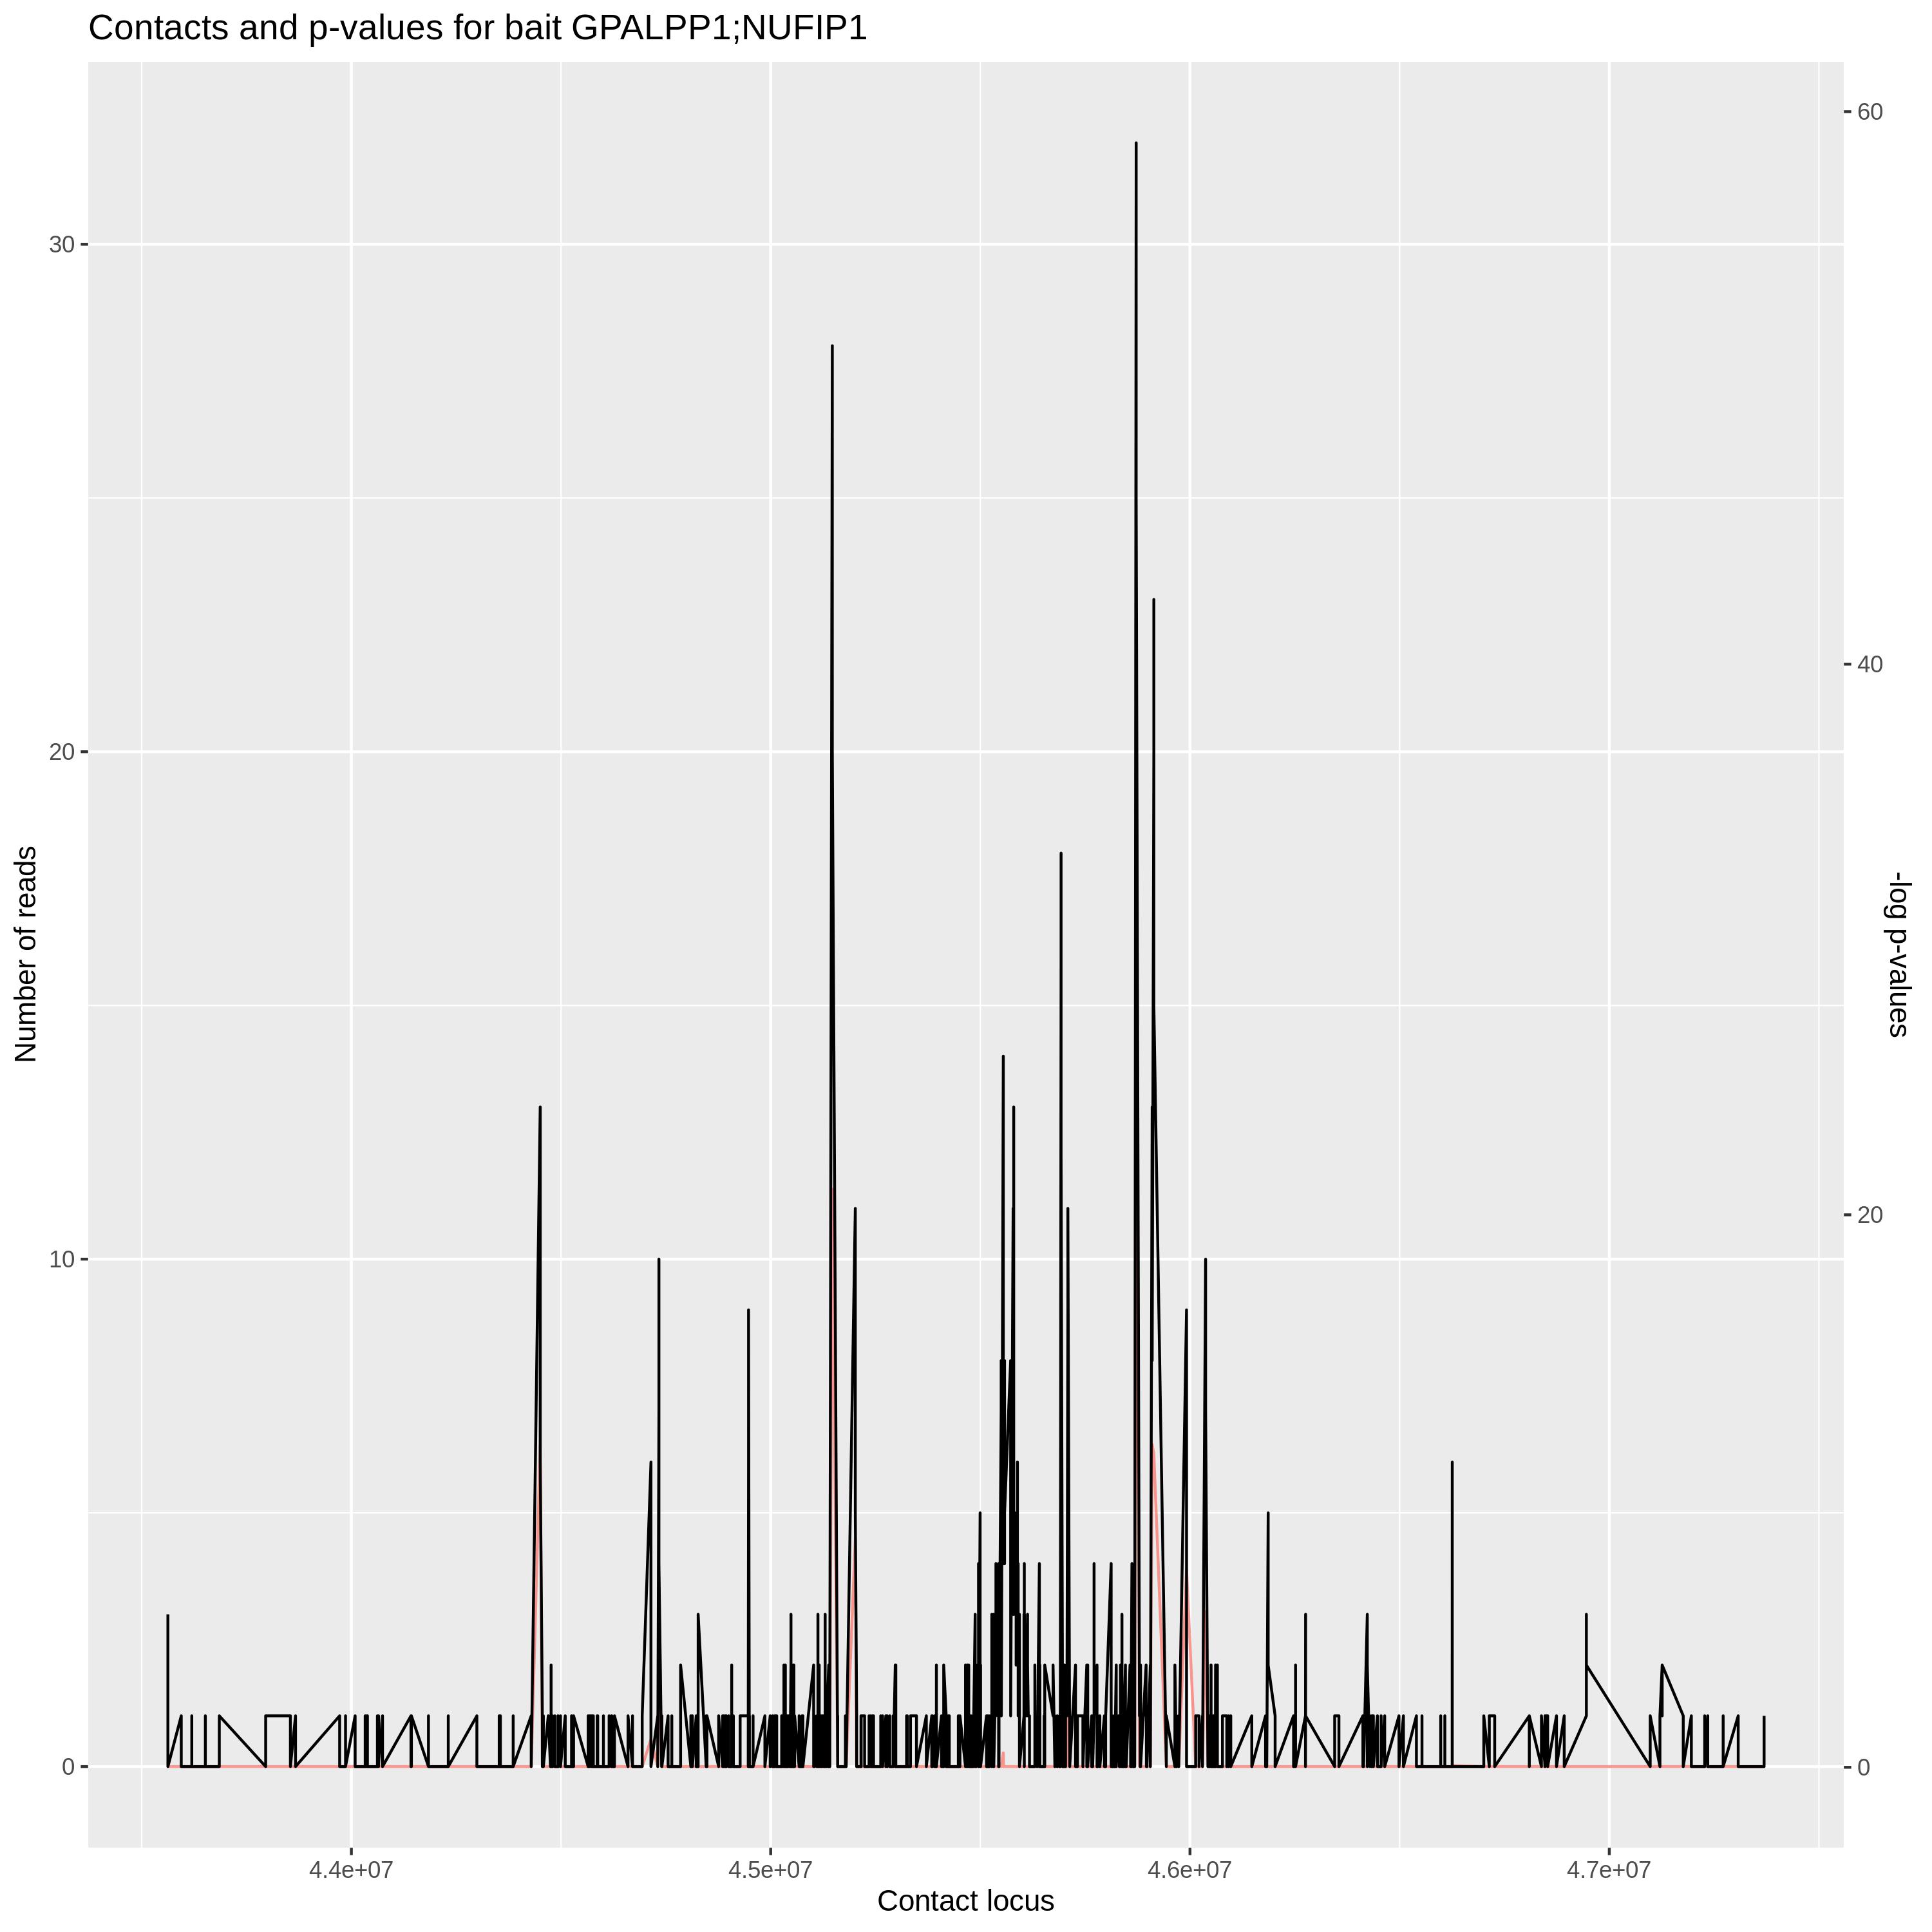 Contacts and p-values for bait GPALPP1;NUFIP1
60
30
40
20
Number of reads
-log p-values
20
10
0
0
4.4e+07
4.5e+07
4.6e+07
4.7e+07
Contact locus